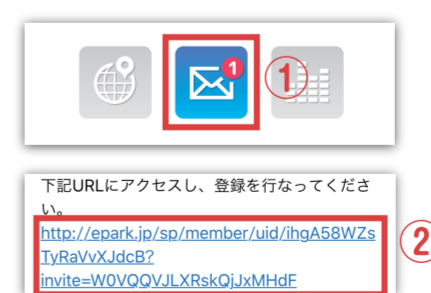 1
①
下記URLにアクセスし、登録を行なってくださ
い。
http://epark.jp/sp/member/uid/ihgA58WZs
TyRaVvXJdcB?
invite=W0VQQVJLXRskQjJxMHdF
②